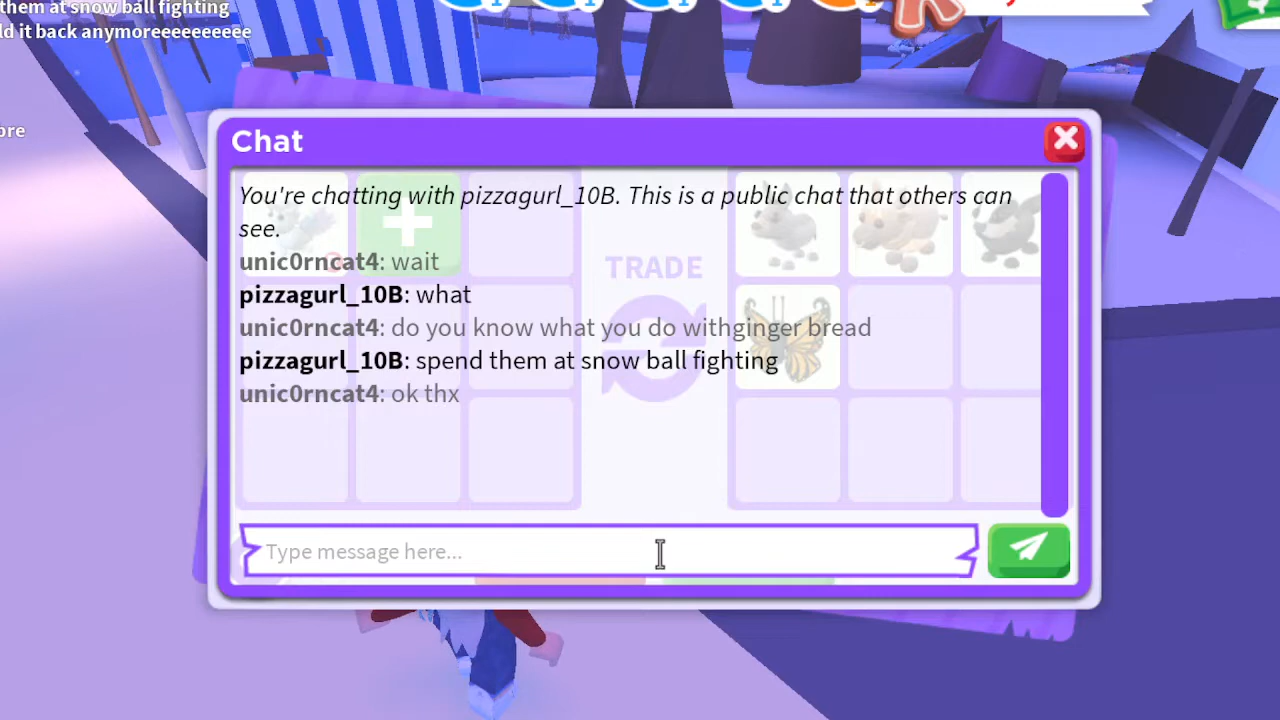 them at snow ball fighting
ld it back anymoreeeeeeeeee
ore
Chat
You're chatting with pizzagurl_10B. This is a public chat that others can
see.
unic0rncat4: wait
pizzagurl_10B: what
TRADE
unic0rncat4: do you know what you do withginger bread
pizzagurl_10B: spend them at snow ball fighting
unic0rncat4: ok thx
Type message here...